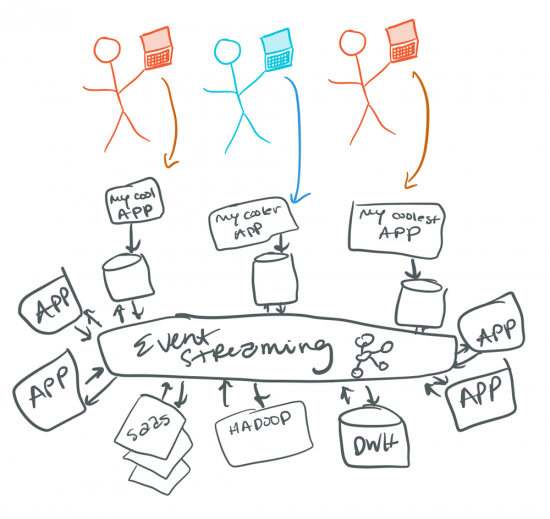 my cool
APP
my cooler
APP
my coolest
APP
APP
APP
Event
streaming
APP
APP
saas
HADOOP
DWH